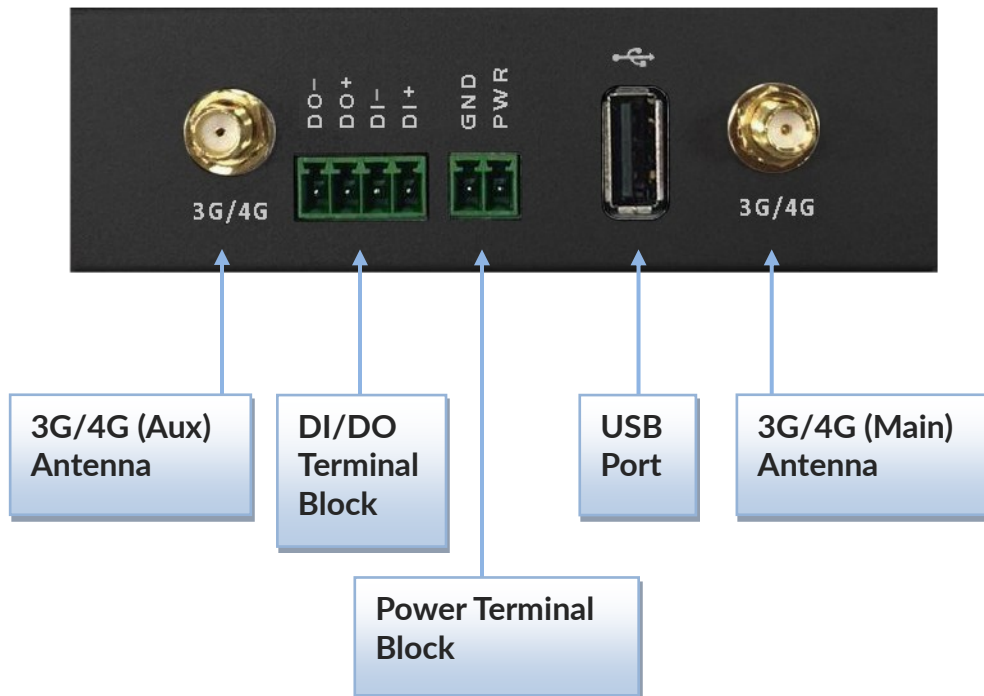 DO-
DO+
DI-
DI+
GND
PWR
3G/4G
3G/4G
3G/4G (Aux)
Antenna
DI/DO
Terminal
Block
USB
Port
3G/4G (Main)
Antenna
Power Terminal
Block